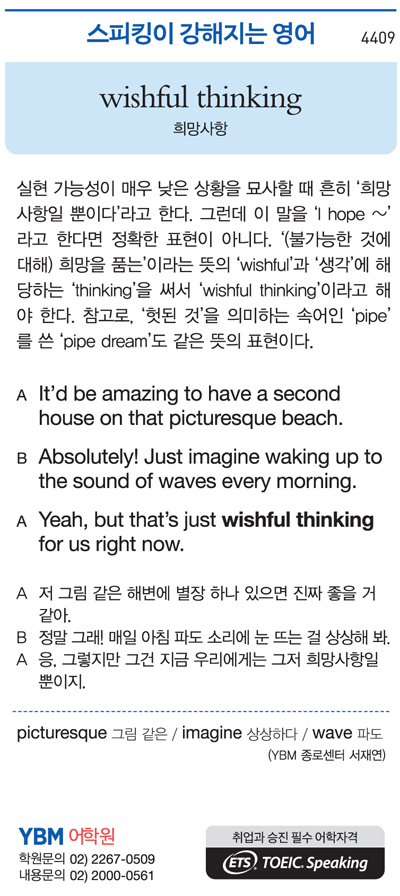 스피킹이 강해지는 영어 4409
wishful thinking
희망사항
실현 가능성이 매우 낮은 상황을 묘사할 때 흔히 ‘희망
사항일 뿐이다’라고 한다. 그런데 이 말을 ‘I hope ～’
라고 한다면 정확한 표현이 아니다. ‘(불가능한 것에
대해) 희망을 품는’이라는 뜻의 ‘wishful’과 ‘생각’에 해
당하는 ‘thinking’을 써서 ‘wishful thinking’이라고 해
야 한다. 참고로, ‘헛된 것’을 의미하는 속어인 ‘pipe’
를 쓴 ‘pipe dream’도 같은 뜻의 표현이다.
A It’d be amazing to have a second
house on that picturesque beach.
B Absolutely! Just imagine waking up to
the sound of waves every morning.
A Yeah, but that’s just wishful thinking
for us right now.
A 저 그림 같은 해변에 별장 하나 있으면 진짜 좋을 거
같아.
B 정말 그래! 매일 아침 파도 소리에 눈 뜨는 걸 상상해 봐.
A 응, 그렇지만 그건 지금 우리에게는 그저 희망사항일
뿐이지.
picturesque 그림 같은 / imagine 상상하다 / wave 파도
(YBM 종로센터 서재연)
YBM 어학원
학원문의 02) 2267-0509
내용문의 02) 2000-0561
취업과 승진 필수 어학자격
ETS TOEIC Speaking